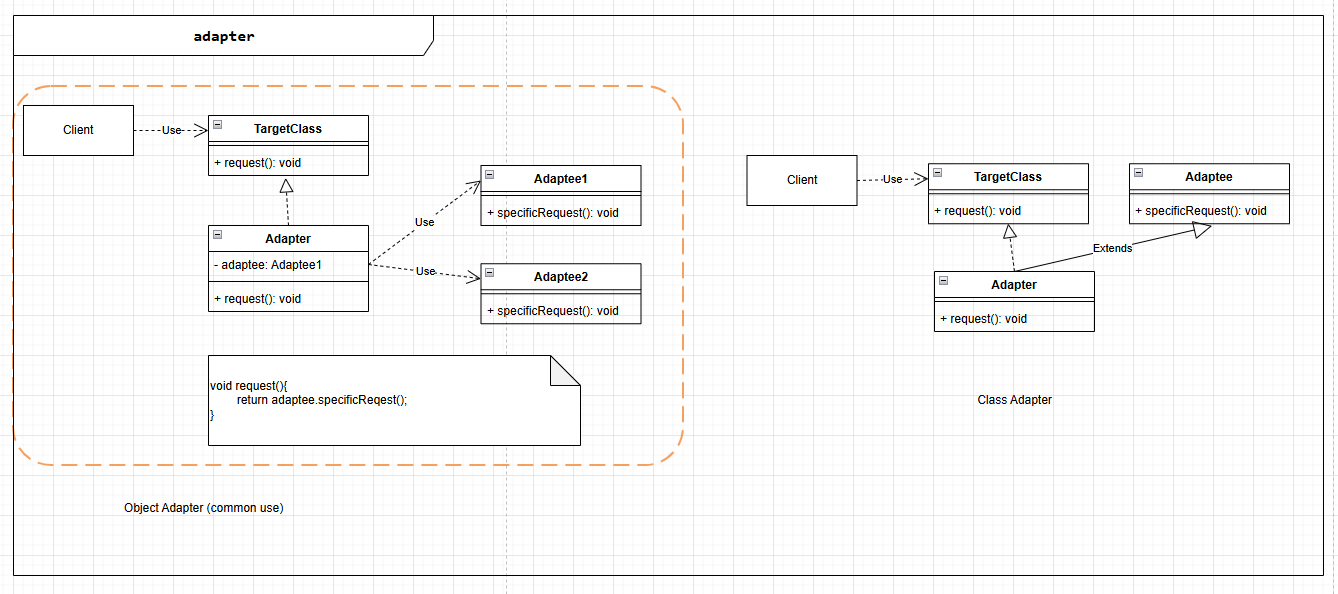 adapter
Client
Use
TargetClass
+ request(): void
Adapter
- adaptee: Adaptee1
+ request(): void
Use
Use
Adaptee1
+ specificRequest(): void
Adaptee2
+ specificRequest(): void
void request(){
return adaptee.specificReqest();
}
Object Adapter (common use)
Client
Use
TargetClass
+ request(): void
Adaptee
+ specificRequest(): void
Extends
Adapter
+ request(): void
Class Adapter